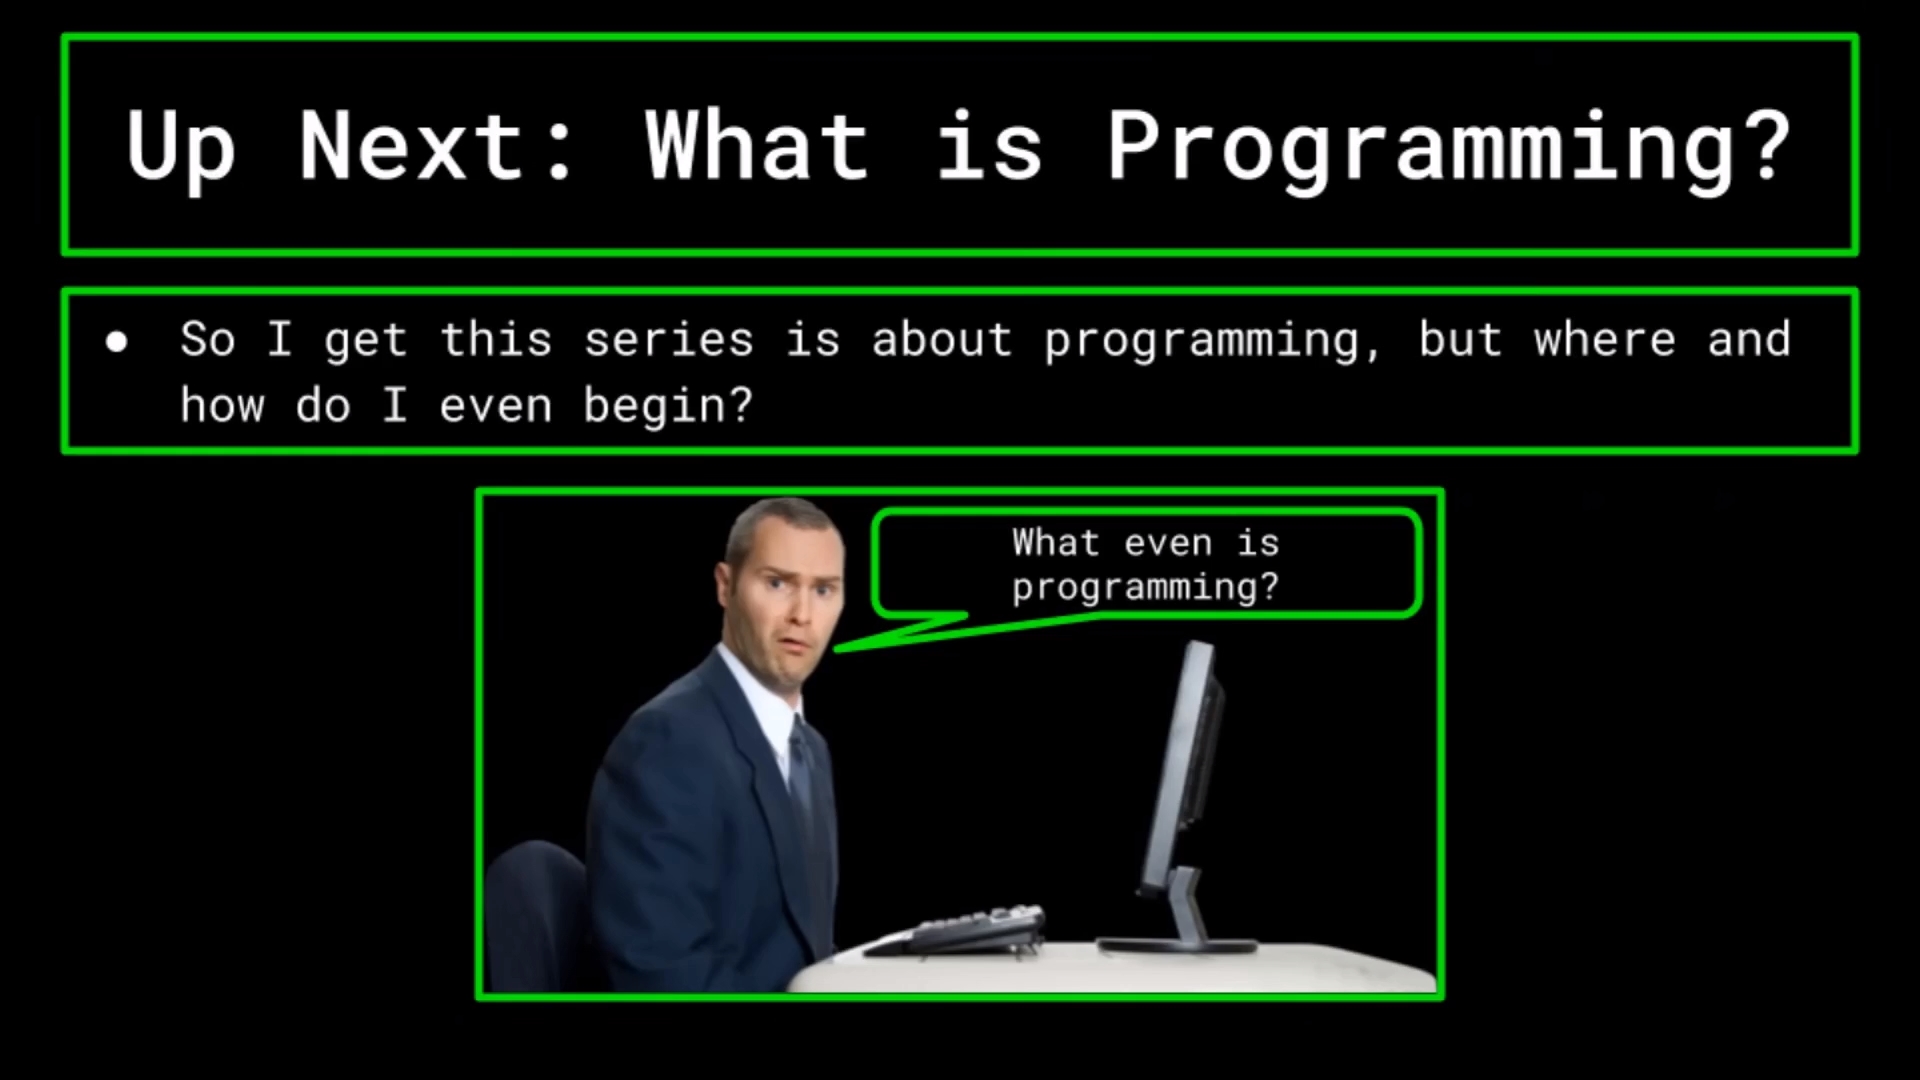 Up Next: What is Programming?
● So I get this series is about programming, but where and
how do I even begin?
What even is
programming?